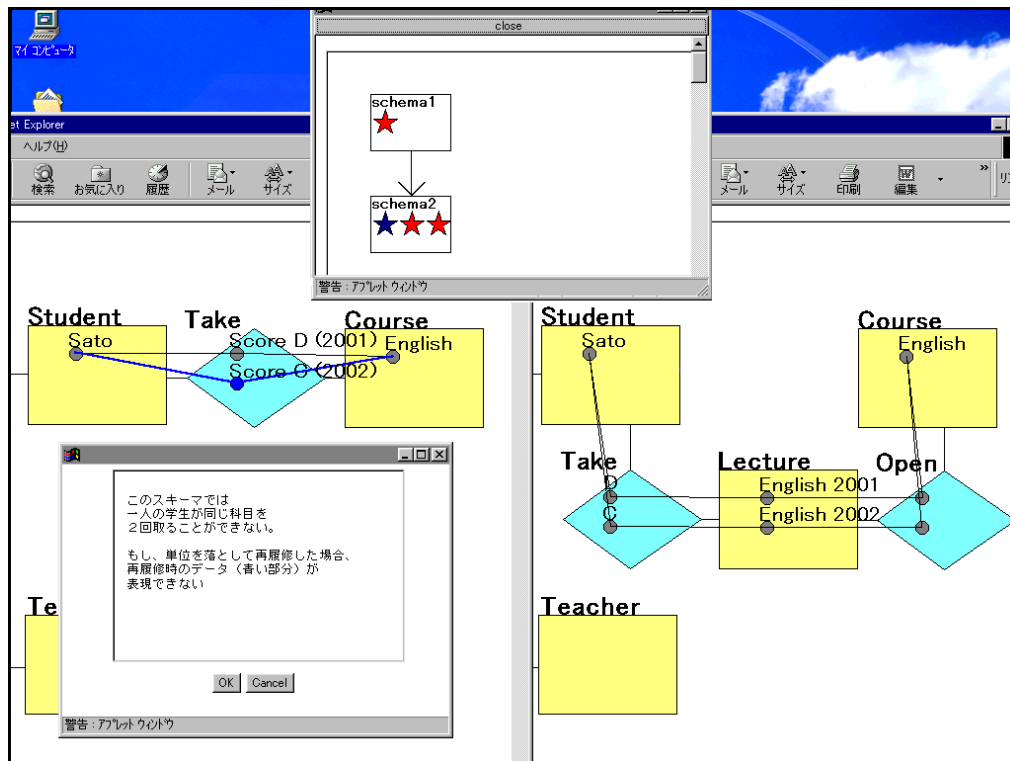 マイ コンピュータ
close
schema1
schema2
警告 : アプレット ウィンドウ
et Explorer
ヘルプ(H)
検索
お気に入り
履歴
メール
サイズ
メール
サイズ
印刷
編集
»
Student
Take
Course
Sato
Score D (2001)
English
Score C (2002)
Student
Course
Sato
English
Take
Lecture
Open
D
English 2001
C
English 2002
Teacher
このスキーマでは
一人の学生が同じ科目を
２回取ることができない。
もし、単位を落として再履修した場合、
再履修時のデータ（青い部分）が
表現できない
OK
Cancel
警告 : アプレット ウィンドウ
Te